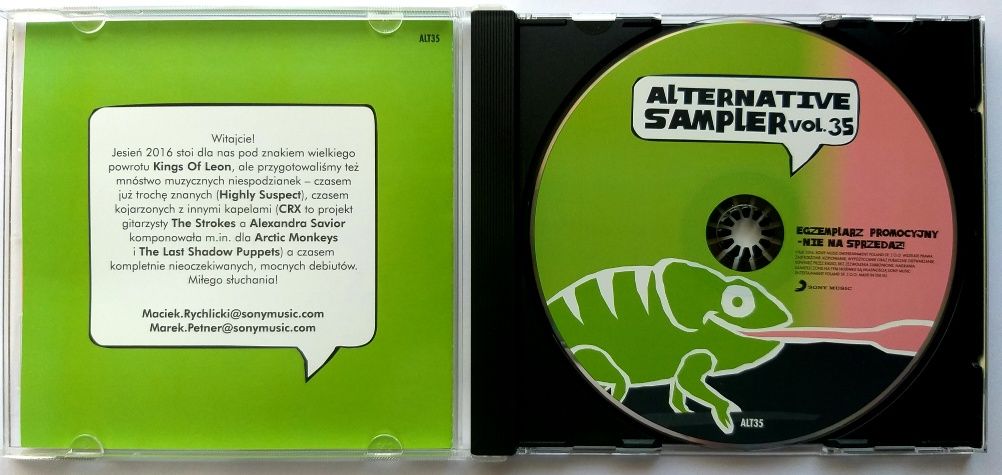 ALT35
Witajcie!
Jesień 2016 stoi dla nas pod znakiem wielkiego
powrotu Kings Of Leon, ale przygotowaliśmy też
mnóstwo muzycznych niespodzianek – czasem
już trochę znanych (Highly Suspect), czasem
kojarzonych z innymi kapelami (CRX to projekt
gitarzysty The Strokes a Alexandra Savior
komponowała m.in. dla Arctic Monkeys
i The Last Shadow Puppets) a czasem
kompletnie nieoczekiwanych, mocnych debiutów.
Miłego słuchania!
Maciek.Rychlicki@sonymusic.com
Marek.Petner@sonymusic.com
ALTERNATIVE
SAMPLER VOL. 35
EGZEMPLARZ PROMOCYJNY
-NIE NA SPRZEDAŻ!
SONY MUSIC
ALT35